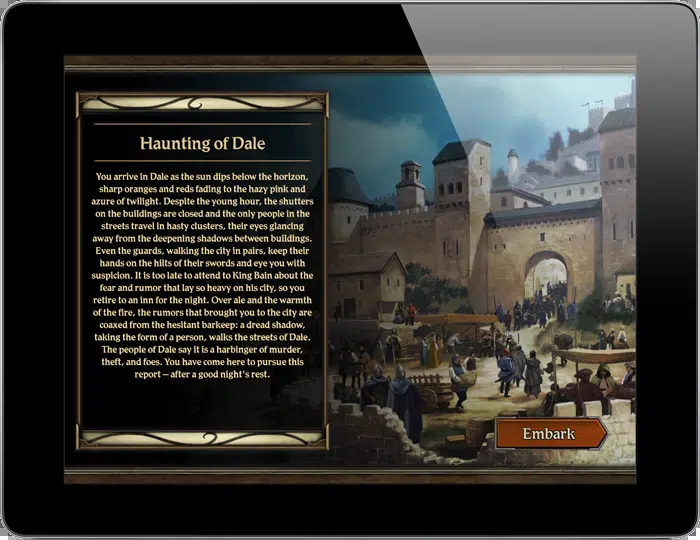 Haunting of Dale
You arrive in Dale as the sun dips below the horizon,
sharp oranges and reds fading to the hazy pink and
azure of twilight. Despite the young hour, the shutters
on the buildings are closed and the only people in the
streets travel in hasty clusters, their eyes glancing
away from the deepening shadows between buildings.
Even the guards, walking the city in pairs, keep their
hands on the hilts of their swords and eye you with
suspicion. It is too late to attend to King Bain about the
fear and rumor that lay so heavy on his city, so you
retire to an inn for the night. Over ale and the warmth
of the fire, the rumors that brought you to the city are
coaxed from the hesitant barkeep: a dread shadow,
taking the form of a person, walks the streets of Dale.
The people of Dale say it is a harbinger of murder,
theft, and foes. You have come here to pursue this
report – after a good night's rest.
Embark